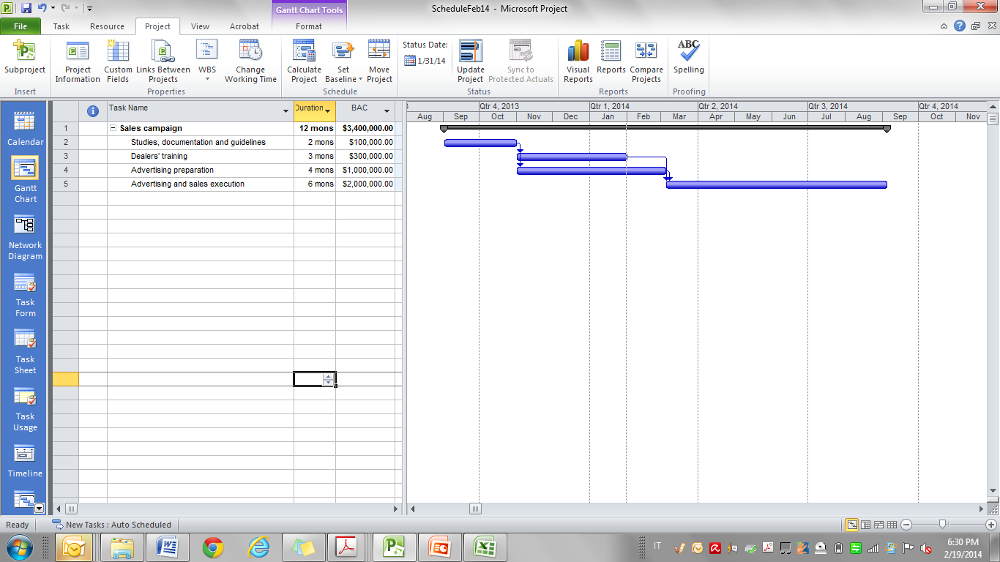 ScheduleFeb14 - Microsoft Project
Gantt Chart Tools
File Task Resource Project View Acrobat Format
Subproject
Project Information
Custom Fields
Links Between Projects
WBS
Change Working Time
Calculate Project
Set Baseline
Move Project
Status Date:
1/31/14
Update Project
Sync to Protected Actuals
Visual Reports
Reports
Compare Projects
ABC
Spelling
Insert Properties Schedule Status Reports Proofing
Task Name Duration BAC
Qtr 4, 2013 Qtr 1, 2014 Qtr 2, 2014 Qtr 3, 2014 Qtr 4, 2014
Aug Sep Oct Nov Dec Jan Feb Mar Apr May Jun Jul Aug Sep Oct Nov
1 Sales campaign 12 mons $3,400,000.00
2 Studies, documentation and guidelines 2 mons $100,000.00
3 Dealers' training 3 mons $300,000.00
4 Advertising preparation 4 mons $1,000,000.00
5 Advertising and sales execution 6 mons $2,000,000.00
Calendar
Gantt
Chart
Network
Diagram
Task
Form
Task
Sheet
Task
Usage
Timeline
Ready New Tasks : Auto Scheduled
IT
6:30 PM
2/19/2014